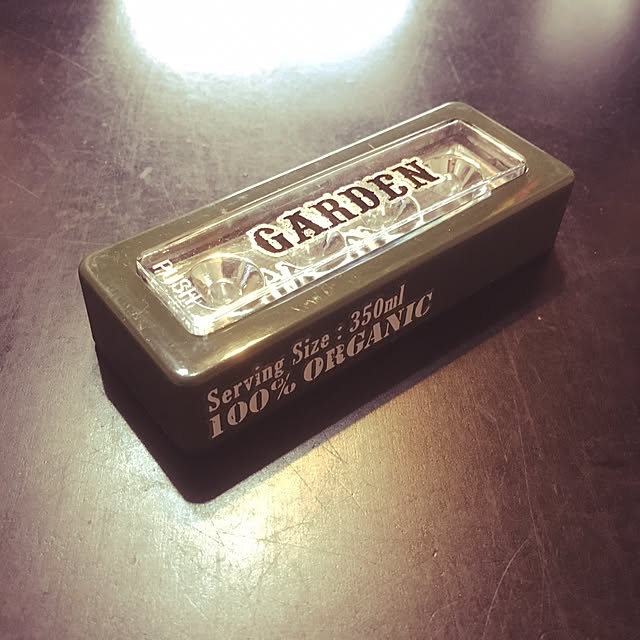 GARDEN
PUSH!
Serving Size : 350ml
100% ORGANIC